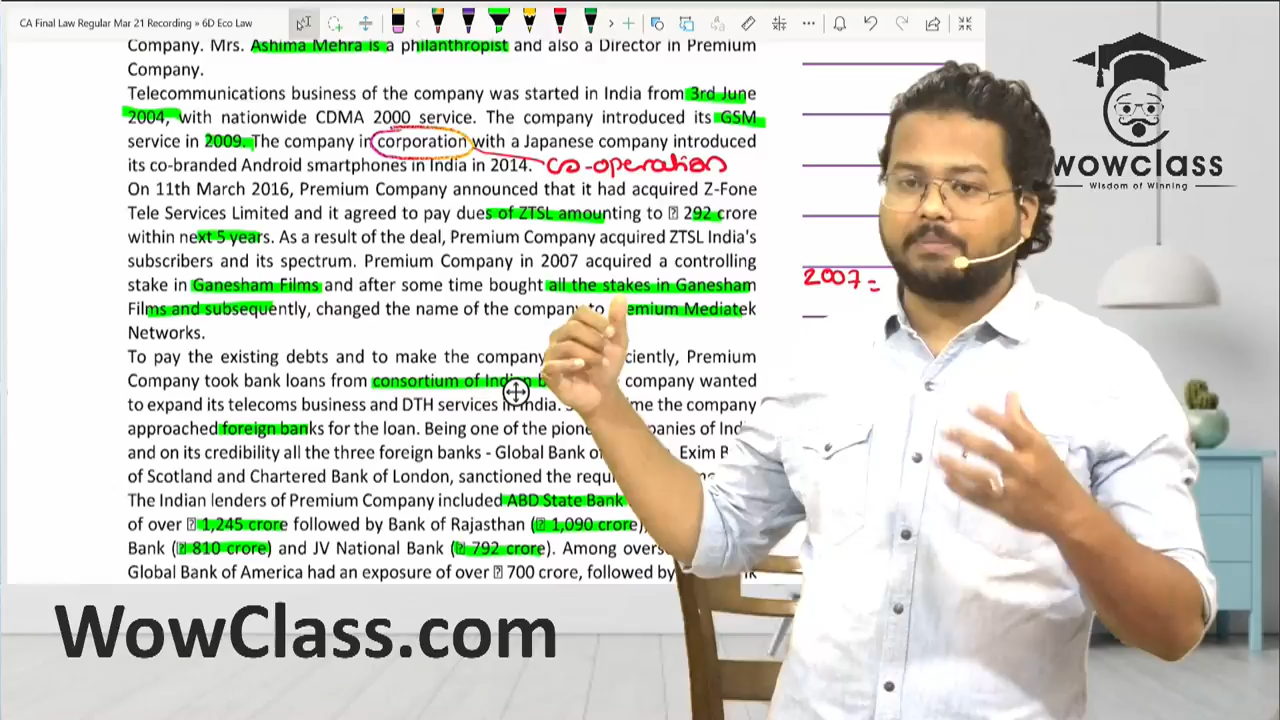 CA Final Law Regular Mar 21 Recording » 6D Eco Law
Company. Mrs. Ashima Mehra is a philanthropist and also a Director in Premium
Company.
Telecommunications business of the company was started in India from 3rd June
2004, with nationwide CDMA 2000 service. The company introduced its GSM
service in 2009. The company in corporation with a Japanese company introduced
its co-branded Android smartphones in India in 2014. co-operation
On 11th March 2016, Premium Company announced that it had acquired Z-Fone
Tele Services Limited and it agreed to pay dues of ZTSL amounting to 292 crore
within next 5 years. As a result of the deal, Premium Company acquired ZTSL India's
subscribers and its spectrum. Premium Company in 2007 acquired a controlling
stake in Ganesham Films and after some time bought all the stakes in Ganesham
Films and subsequently, changed the name of the company to emium Mediatek
Networks.
To pay the existing debts and to make the company ciently, Premium
Company took bank loans from consortium of Indian b company wanted
to expand its telecoms business and DTH services in India. me the company
approached foreign banks for the loan. Being one of the pione panies of Ind
and on its credibility all the three foreign banks - Global Bank o Exim
of Scotland and Chartered Bank of London, sanctioned the requ
The Indian lenders of Premium Company included ABD State Bank
of over 1,245 crore followed by Bank of Rajasthan ( 1,090 crore),
Bank ( 810 crore) and JV National Bank ( 792 crore). Among overs
Global Bank of America had an exposure of over 700 crore, followed by
2007 =
wowclass
Wisdom of Winning
WowClass.com